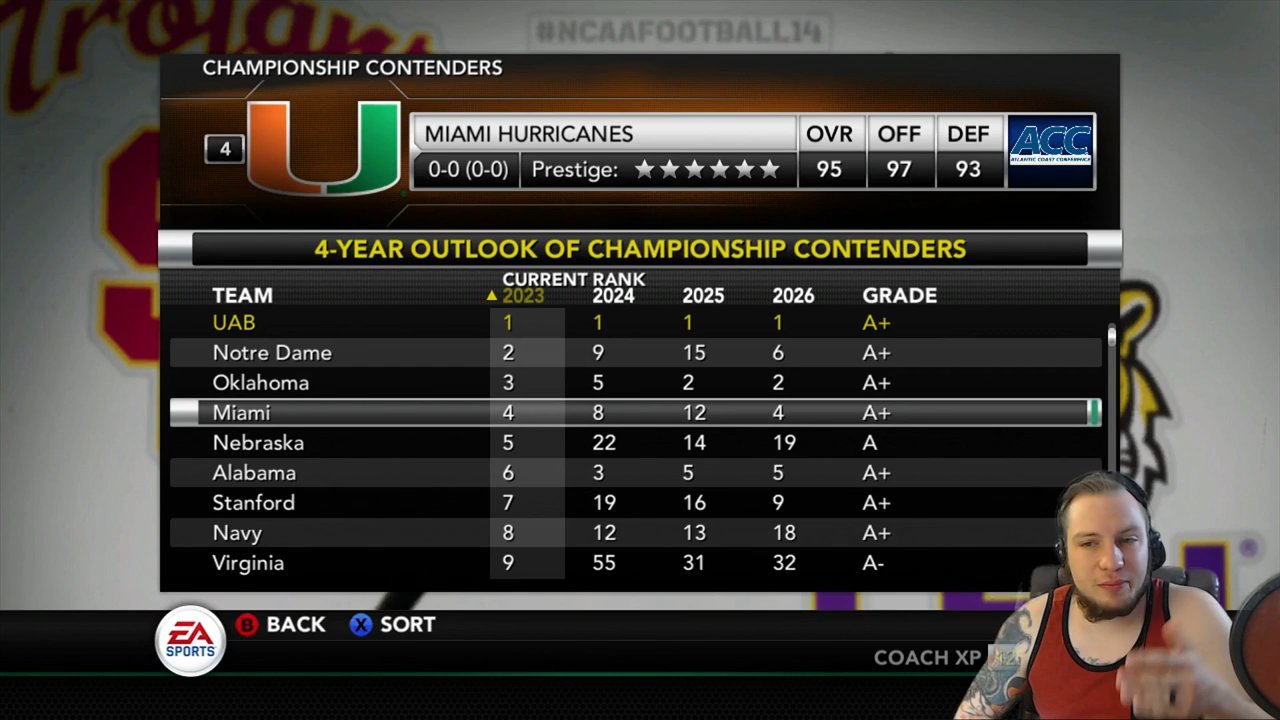 Trojans
#NCAAFOOTBALL14
CHAMPIONSHIP CONTENDERS
4
MIAMI HURRICANES OVR OFF DEF
ACC
ATLANTIC COAST CONFERENCE
0-0 (0-0) Prestige: 95 97 93
4-YEAR OUTLOOK OF CHAMPIONSHIP CONTENDERS
CURRENT RANK
TEAM 2023 2024 2025 2026 GRADE
UAB 1 1 1 1 A+
Notre Dame 2 9 15 6 A+
Oklahoma 3 5 2 2 A+
Miami 4 8 12 4 A+
Nebraska 5 22 14 19 A
Alabama 6 3 5 5 A+
Stanford 7 19 16 9 A+
Navy 8 12 13 18 A+
Virginia 9 55 31 32 A-
EA
SPORTS
B BACK X SORT
COACH XP